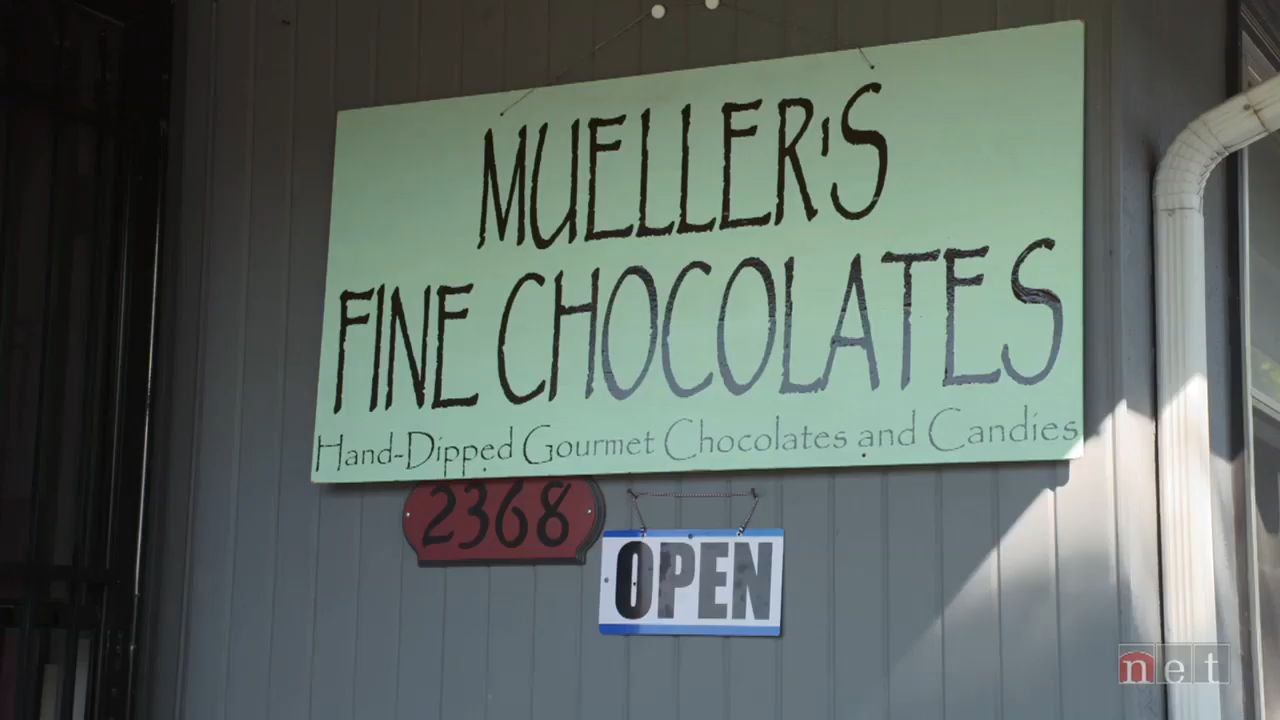 MUELLER'S
FINE CHOCOLATES
Hand-Dipped Gourmet Chocolates and Candies
2368
OPEN
net